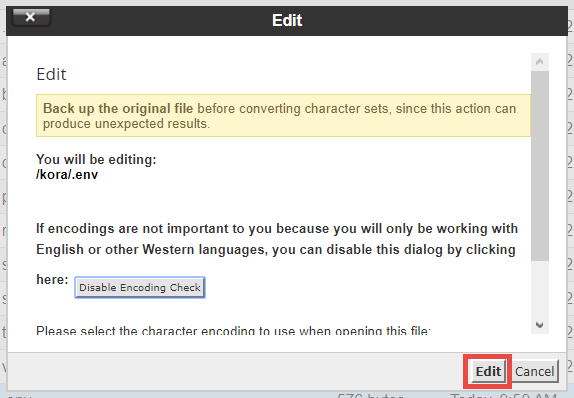 Edit
Edit
Back up the original file before converting character sets, since this action can
produce unexpected results.
You will be editing:
/kora/.env
If encodings are not important to you because you will only be working with
English or other Western languages, you can disable this dialog by clicking
here: Disable Encoding Check
Please select the character encoding to use when opening this file:
Edit Cancel